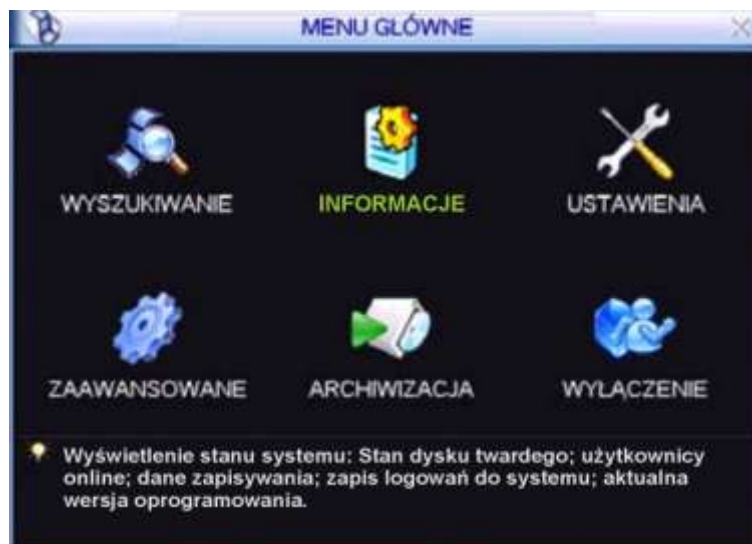 MENU GLÓWNE
WYSZUKIWANIE
INFORMACJE
USTAWIENIA
ZAAWANSOWANE
ARCHIWIZACJA
WYŁĄCZENIE
Wyświetlenie stanu systemu: Stan dysku twardego; użytkownicy
online; dane zapisywania; zapis logowań do systemu; aktualna
wersja oprogramowania.